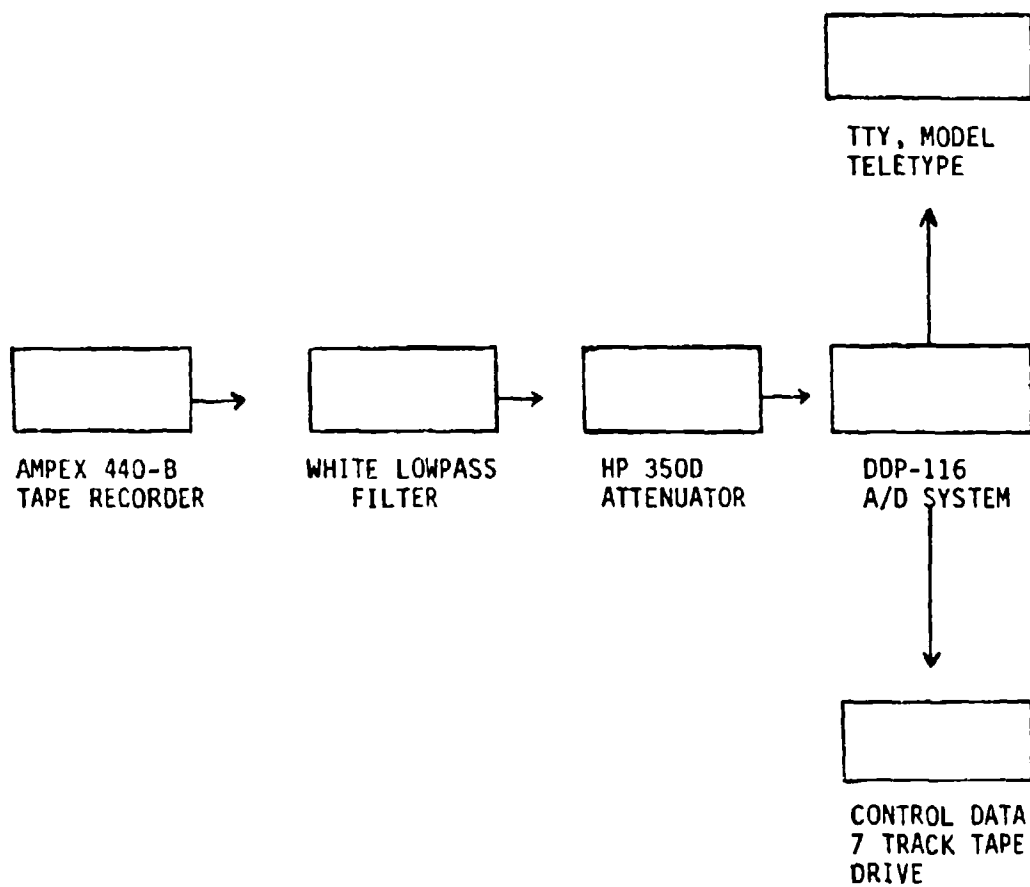 TTY, MODEL
TELETYPE
AMPEX 440-B
TAPE RECORDER
WHITE LOWPASS
FILTER
HP 350D
ATTENUATOR
DDP-116
A/D SYSTEM
CONTROL DATA
7 TRACK TAPE
DRIVE